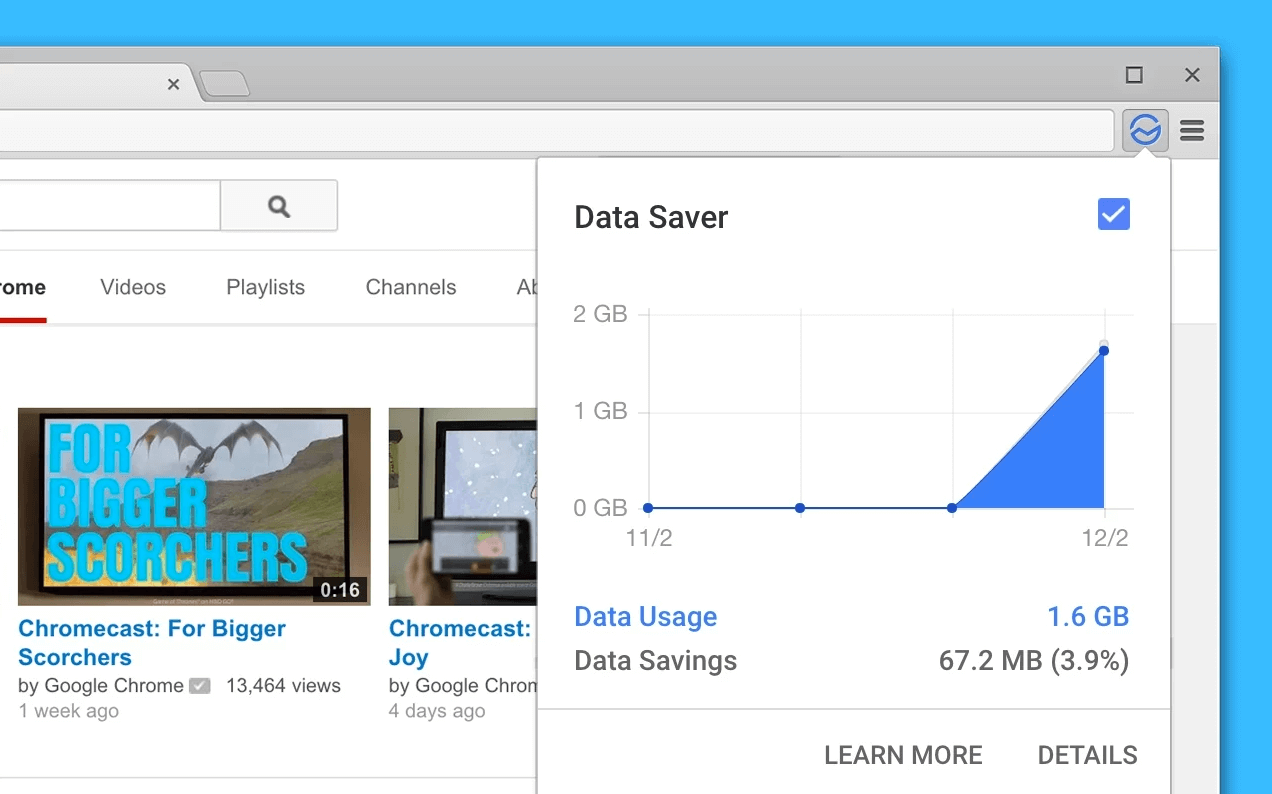 rome Videos Playlists Channels Ab
FOR
BIGGER
SCORCHERS
0:16
Chromecast: For Bigger
Scorchers
by Google Chrome 13,464 views
1 week ago
Chromecast:
Joy
by Google Chrom
4 days ago
Data Saver
2 GB
1 GB
0 GB
11/2 12/2
Data Usage 1.6 GB
Data Savings 67.2 MB (3.9%)
LEARN MORE DETAILS